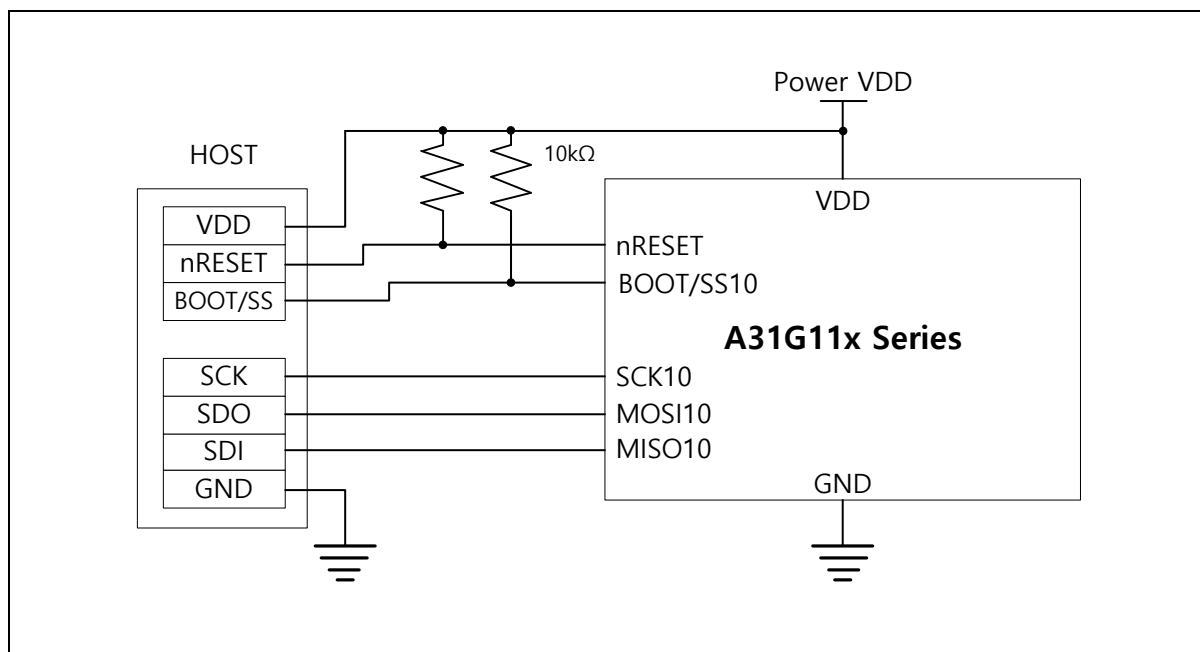 Power VDD
HOST
10kΩ
VDD
VDD
nRESET
nRESET
BOOT/SS
BOOT/SS10
A31G11x Series
SCK
SCK10
SDO
MOSI10
SDI
MISO10
GND
GND